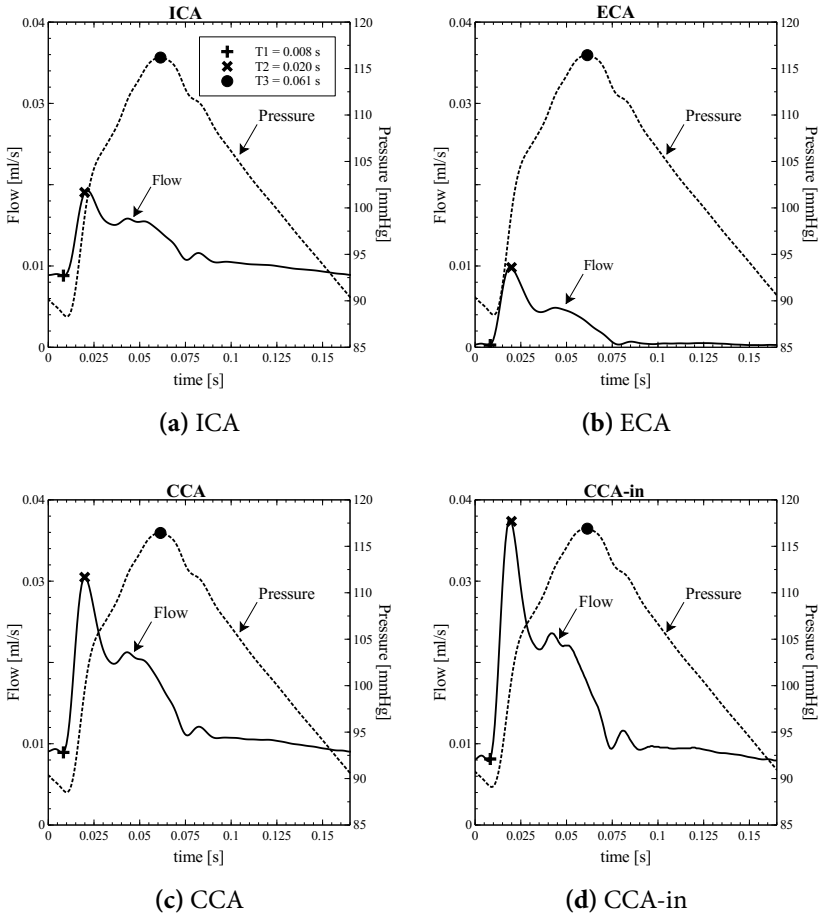 ICA
0.04
0.03
0.01
0
120
115
110
105
100
95
90
85
0
0.025
0.05
0.075
0.1
0.125
0.15
Flow [ml/s]
Pressure [mmHg]
time [s]
T1 = 0.008 s
T2 = 0.020 s
T3 = 0.061 s
Pressure
Flow
(a) ICA
ECA
0.04
0.03
0.01
0
120
115
110
105
100
95
90
85
0
0.025
0.05
0.075
0.1
0.125
0.15
Flow [ml/s]
Pressure [mmHg]
time [s]
Pressure
Flow
(b) ECA
CCA
0.04
0.03
0.01
0
120
115
110
105
100
95
90
85
0
0.025
0.05
0.075
0.1
0.125
0.15
Flow [ml/s]
Pressure [mmHg]
time [s]
Flow
Pressure
(c) CCA
CCA-in
0.04
0.03
0.01
0
120
115
110
105
100
95
90
85
0
0.025
0.05
0.075
0.1
0.125
0.15
Flow [ml/s]
Pressure [mmHg]
time [s]
Flow
Pressure
(d) CCA-in